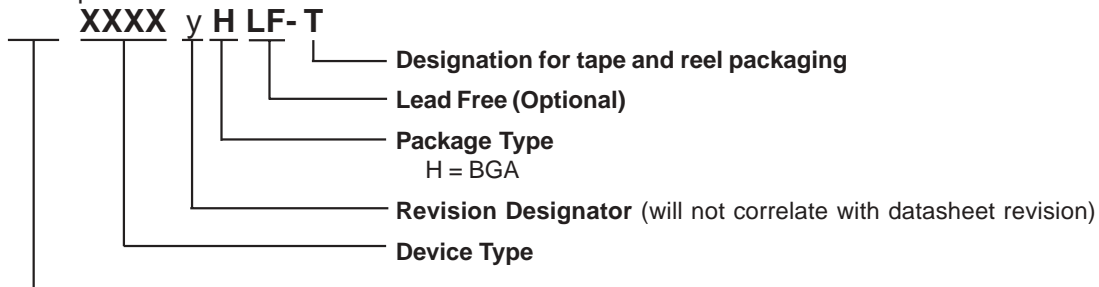 XXXX y H LF- T
Designation for tape and reel packaging
Lead Free (Optional)
Package Type
H = BGA
Revision Designator (will not correlate with datasheet revision)
Device Type